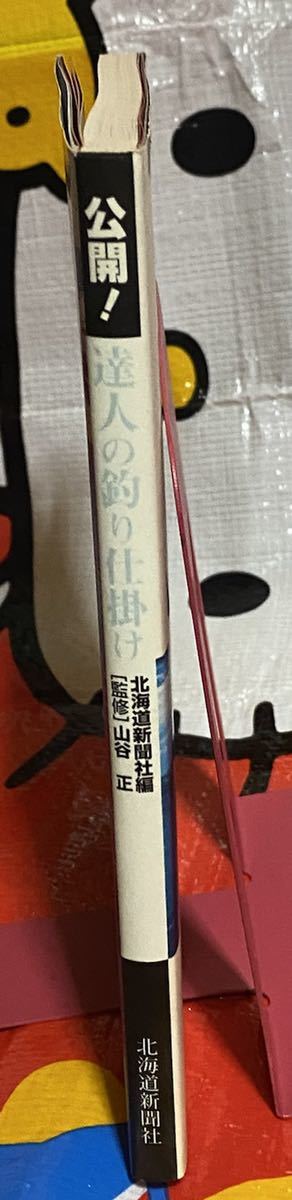 公開！
達人の釣り仕掛け
北海道新聞社編
［監修］山谷　正
北海道新聞社